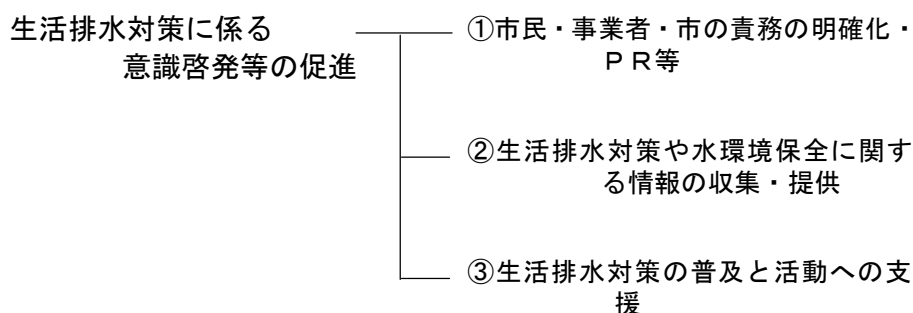 生活排水対策に係る
意識啓発等の促進
①市民・事業者・市の責務の明確化・
ＰＲ等
②生活排水対策や水環境保全に関す
る情報の収集・提供
③生活排水対策の普及と活動への支
援